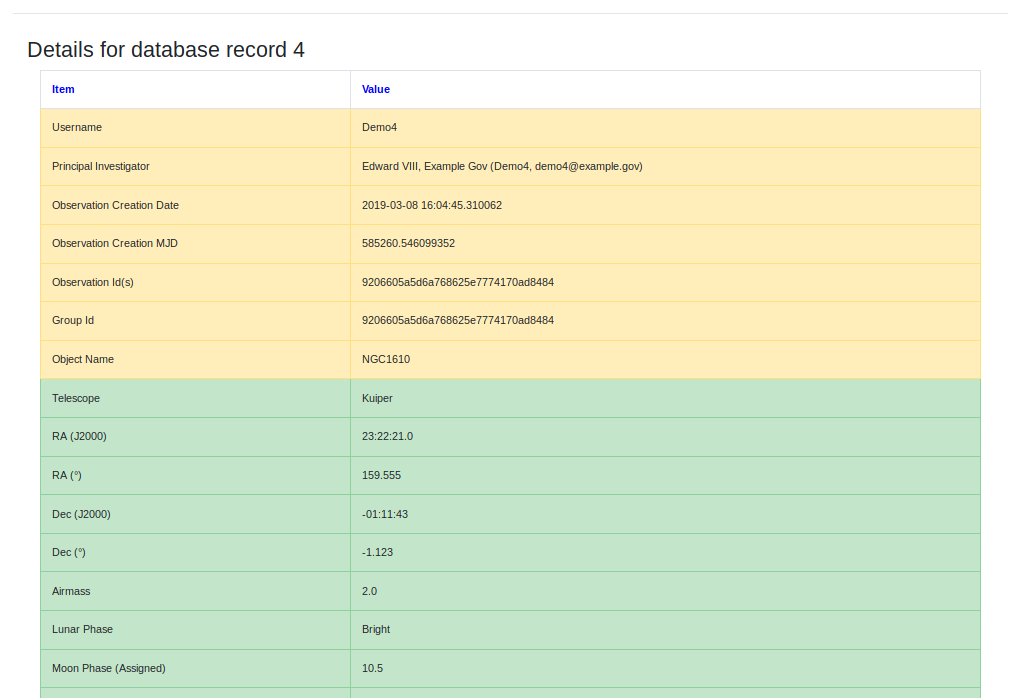 Details for database record 4
Item Value
Username Demo4
Principal Investigator Edward VIII, Example Gov (Demo4, demo4@example.gov)
Observation Creation Date 2019-03-08 16:04:45.310062
Observation Creation MJD 585260.546099352
Observation Id(s) 9206605a5d6a768625e7774170ad8484
Group Id 9206605a5d6a768625e7774170ad8484
Object Name NGC1610
Telescope Kuiper
RA (J2000) 23:22:21.0
RA (°) 159.555
Dec (J2000) -01:11:43
Dec (°) -1.123
Airmass 2.0
Lunar Phase Bright
Moon Phase (Assigned) 10.5